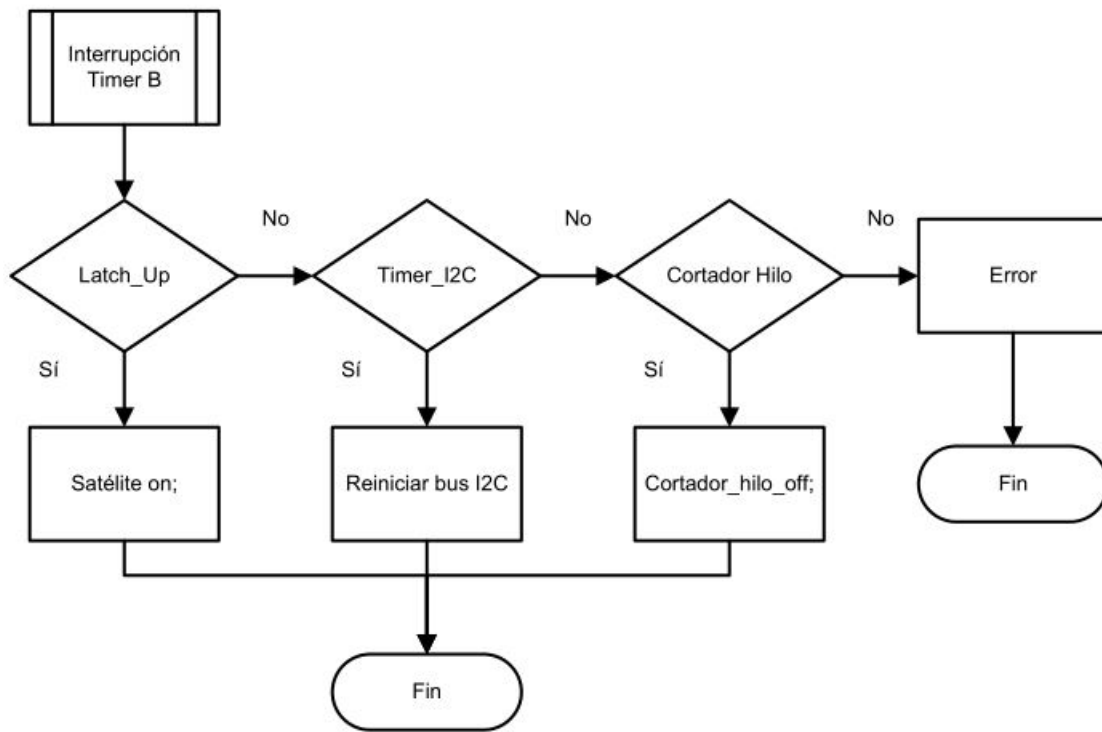 Interrupción
Timer B
No
No
No
Latch_Up
Timer_I2C
Cortador Hilo
Error
Sí
Sí
Sí
Satélite on;
Reiniciar bus I2C
Cortador_hilo_off;
Fin
Fin